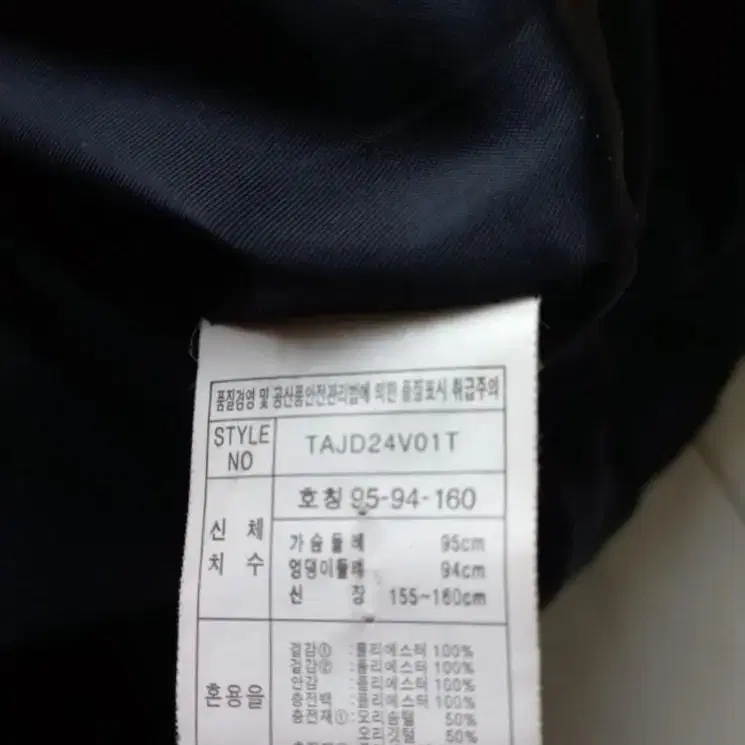 품질경영 및 공산품안전관리법에 의한 품질표시 취급주의
STYLE NO
TAJD24V01T
신체 치수
호칭 95-94-160
가슴둘레 95cm
엉덩이둘레 94cm
신장 155~160cm
혼용율
겉감① : 폴리에스터 100%
겉감② : 폴리에스터 100%
안감 : 폴리에스터 100%
충전백 : 폴리에스터 100%
충전재① : 오리솜털 50%
오리깃털 50%